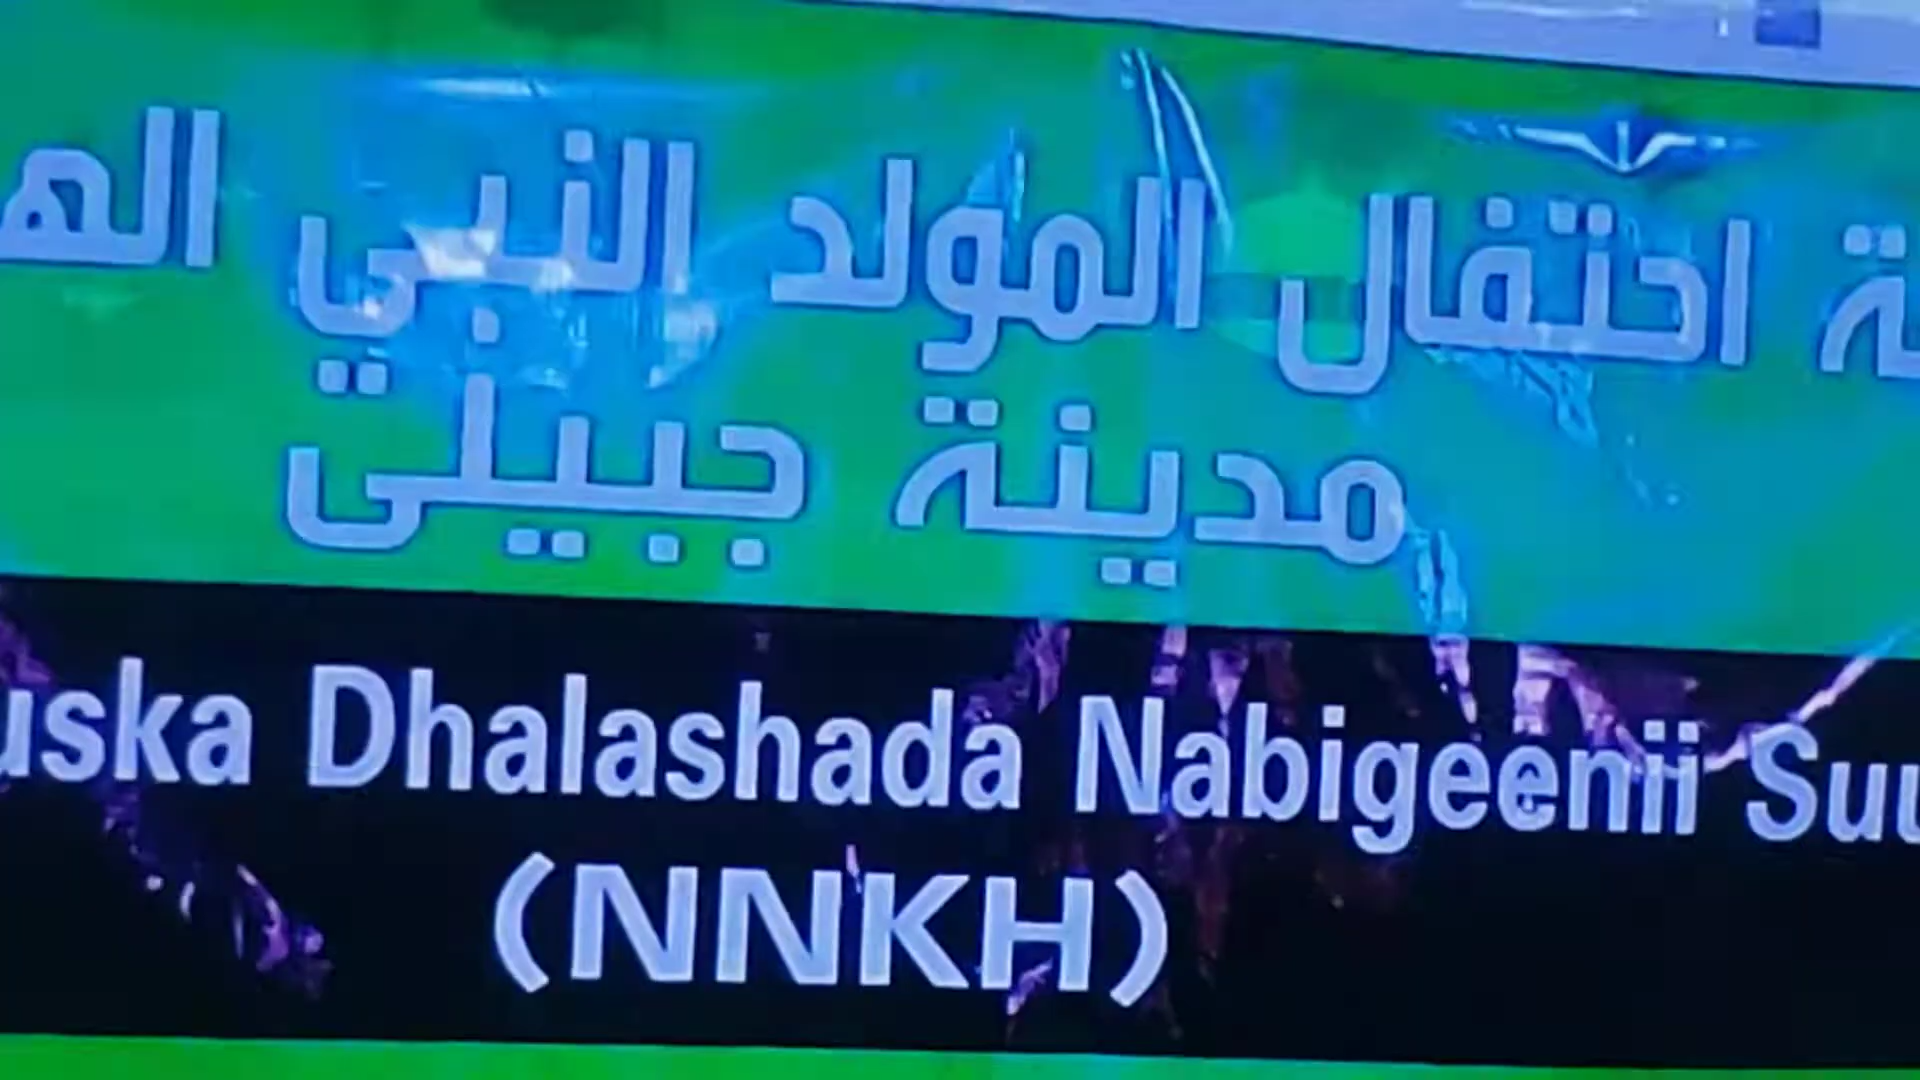 احتفال المولد النبي
مدينة جبيلى
Dhalashada Nabigeenii
(NNKH)